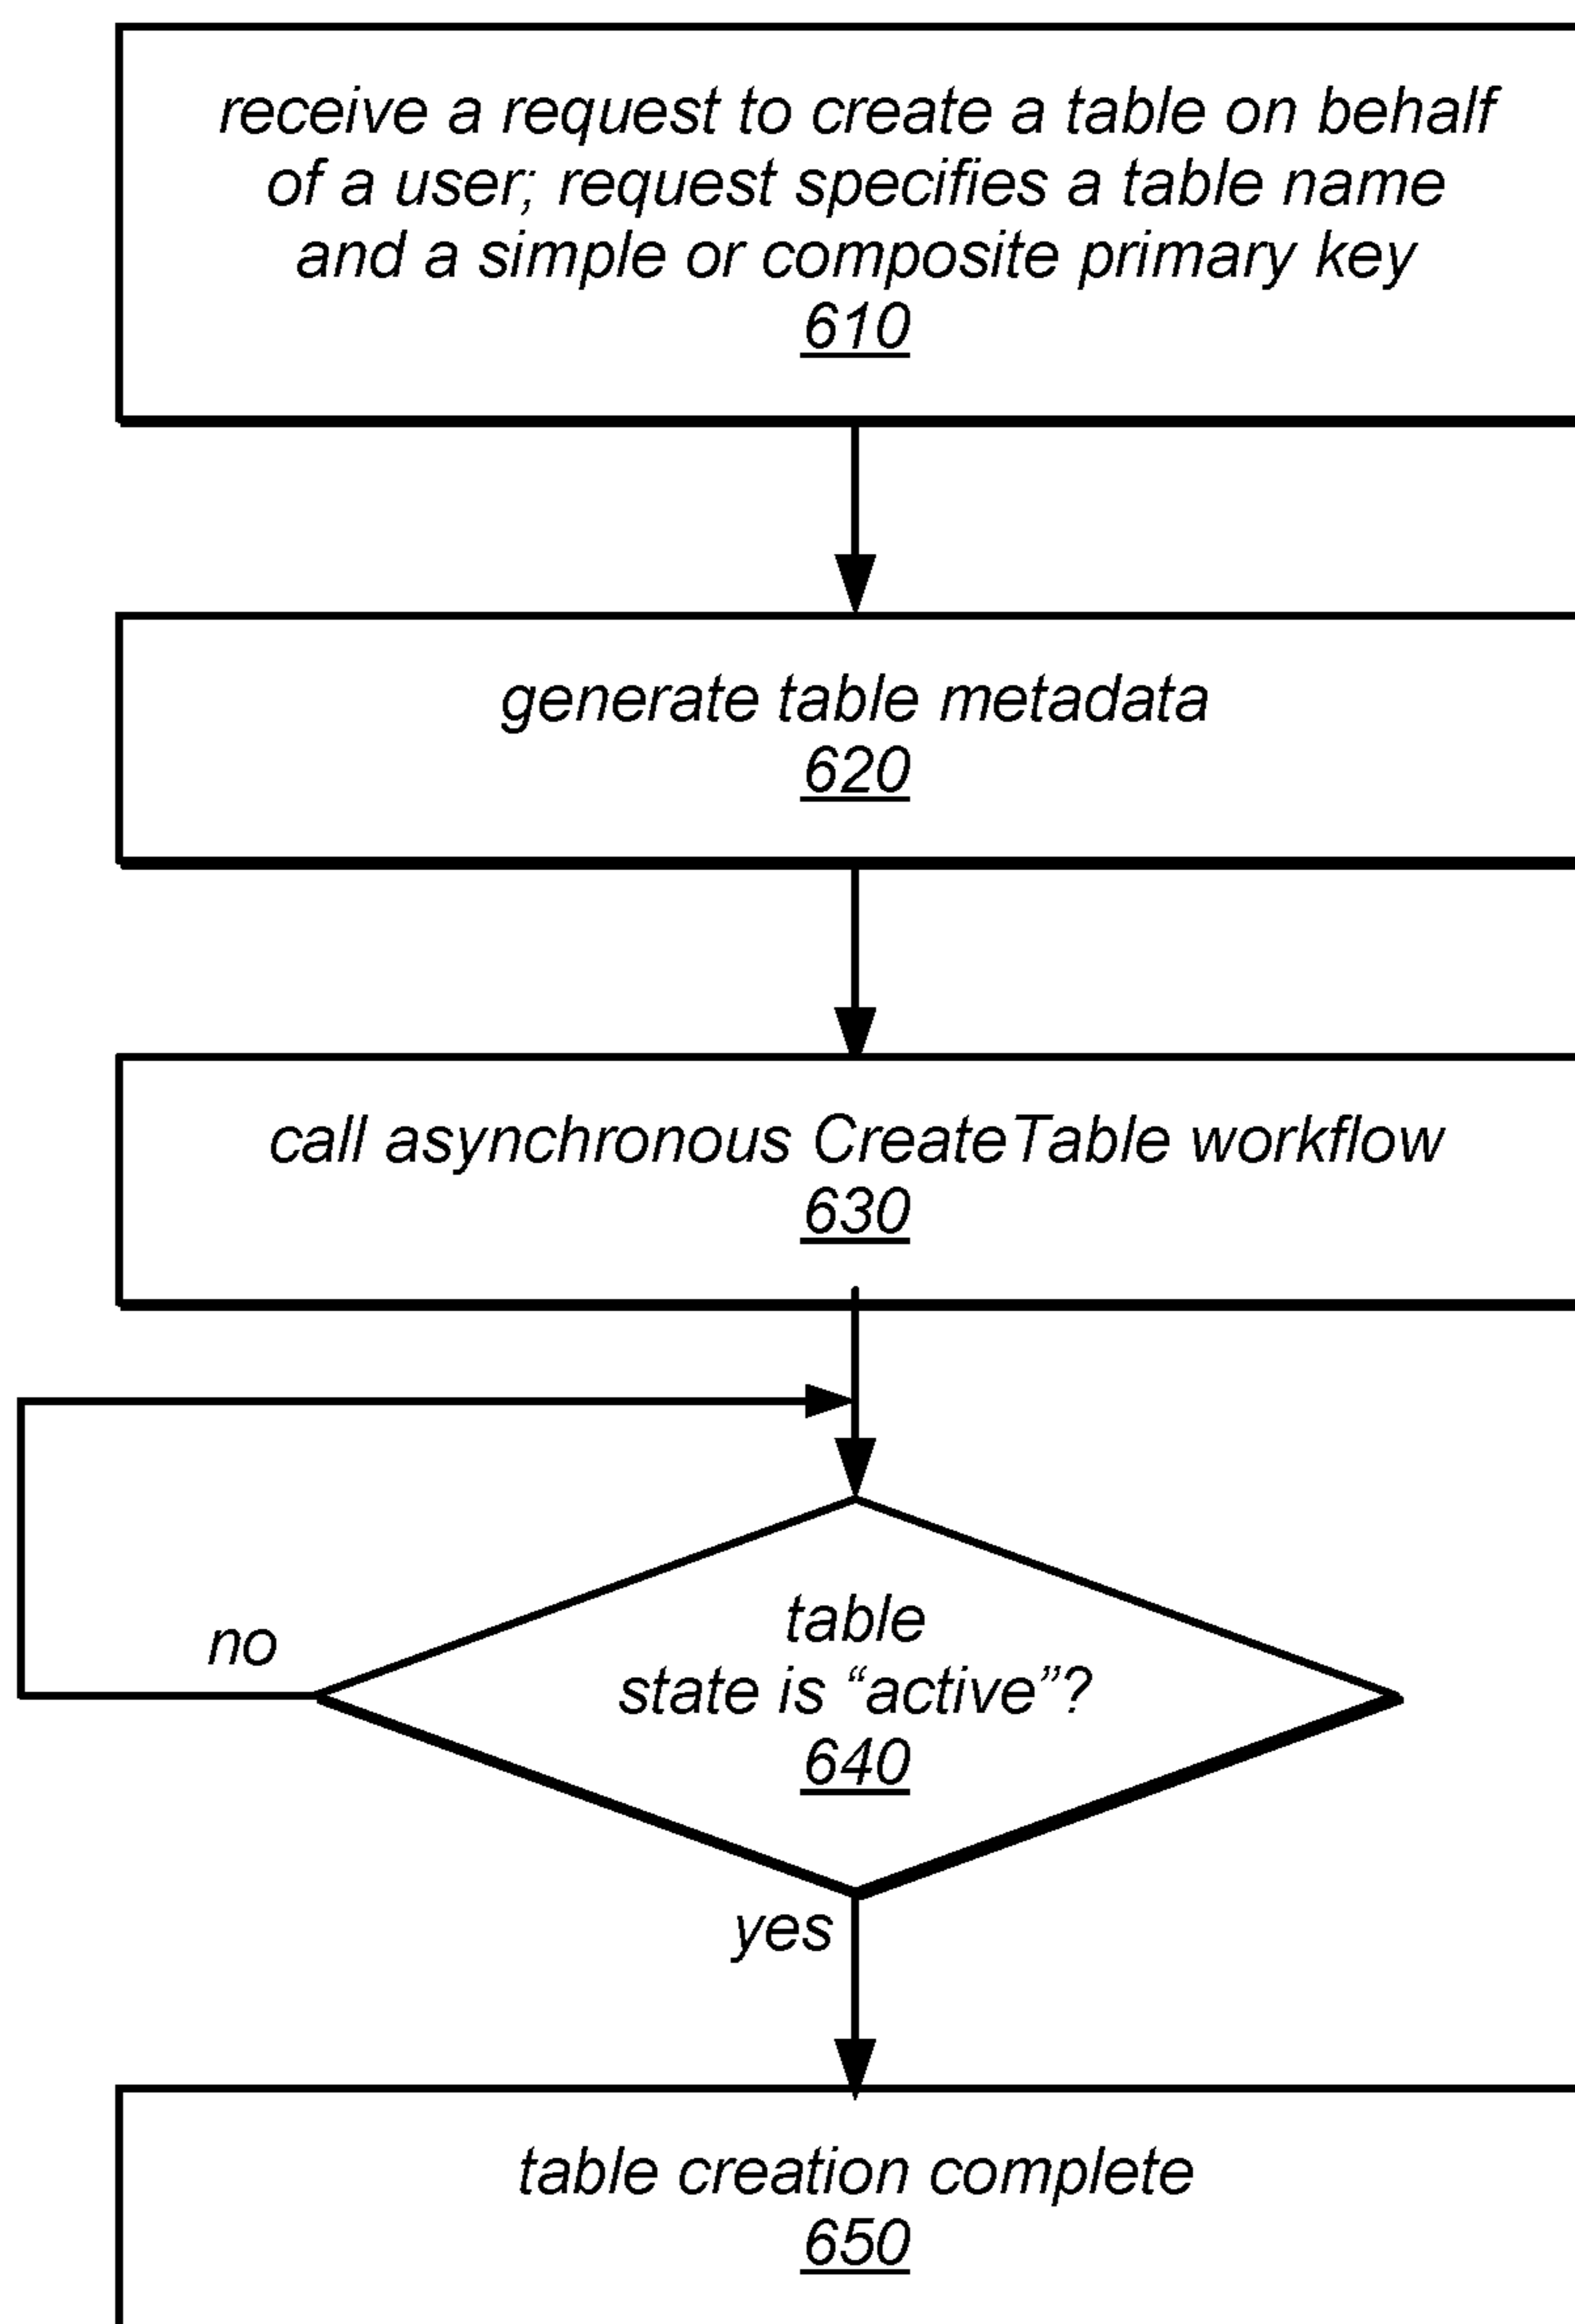 receive a request to create a table on behalf
of a user; request specifies a table name
and a simple or composite primary key
610
generate table metadata
620
call asynchronous CreateTable workflow
630
no
table
state is “active”?
640
yes
table creation complete
650